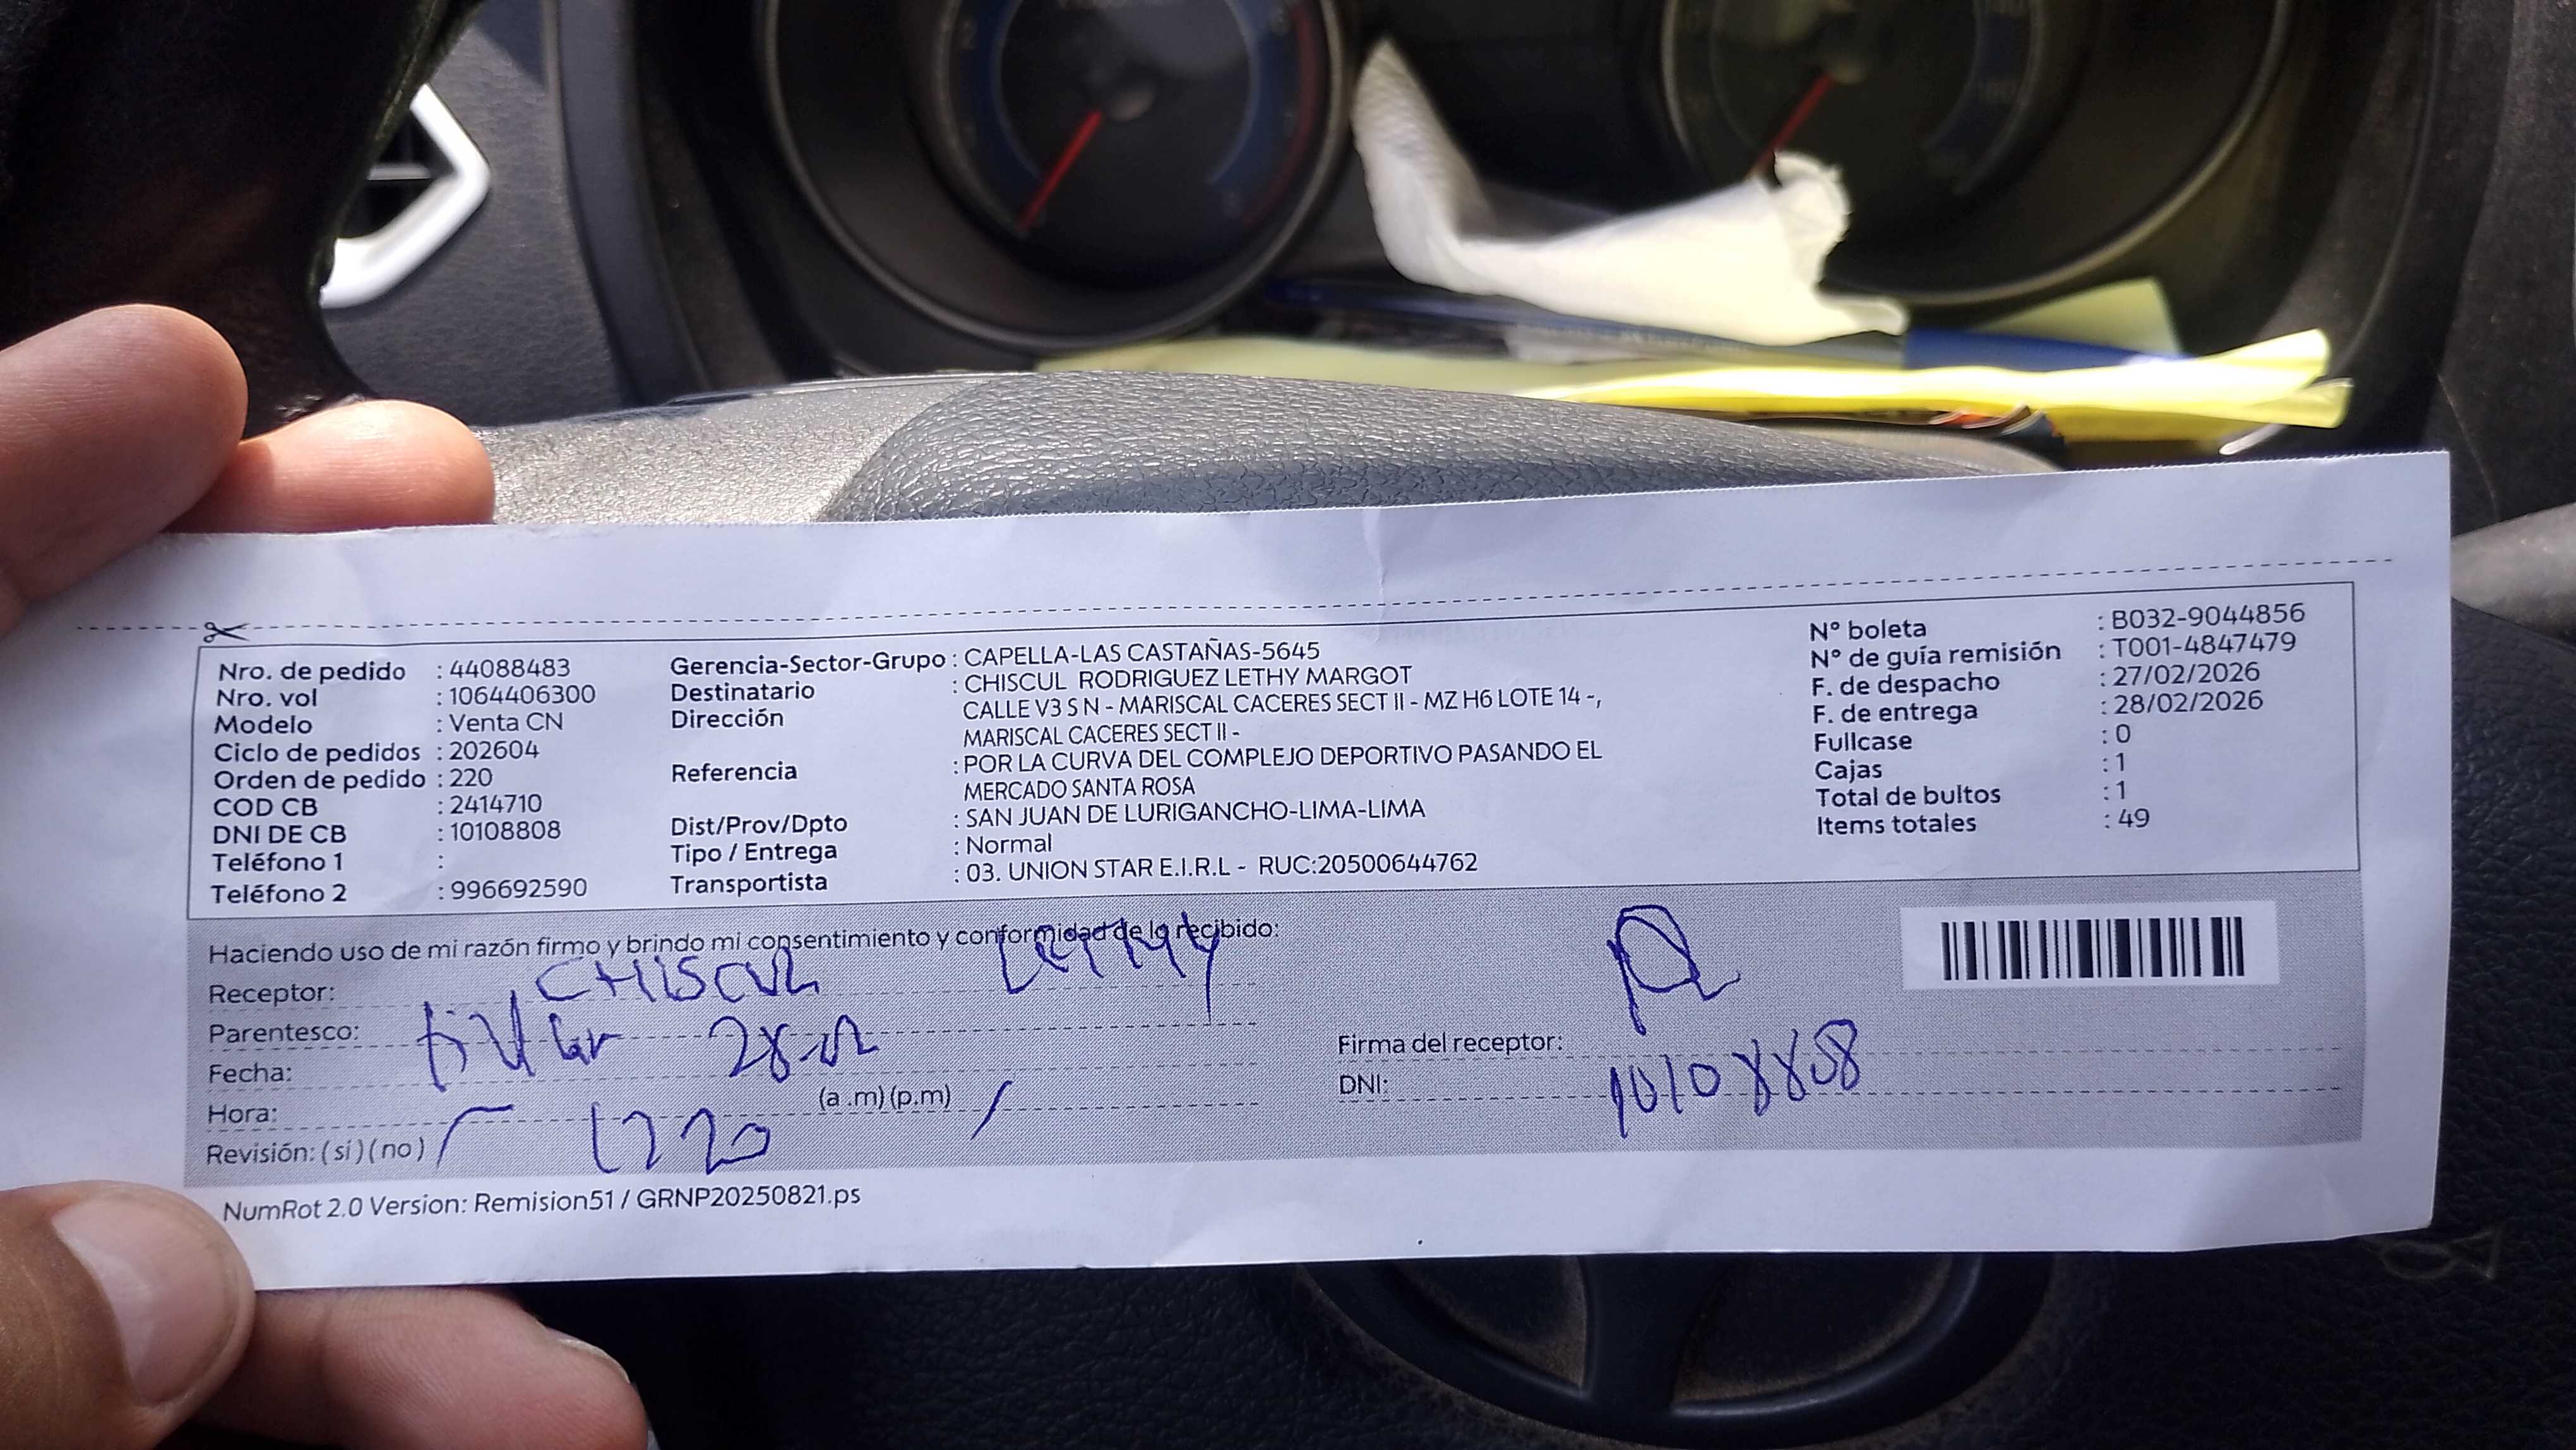 Nro. de pedido : 44088483
Nro. vol : 1064406300
Modelo : Venta CN
Ciclo de pedidos : 202604
Orden de pedido : 220
COD CB : 2414710
DNI DE CB : 10108808
Teléfono 1 :
Teléfono 2 : 996692590
Gerencia-Sector-Grupo : CAPELLA-LAS CASTAÑAS-5645
Destinatario : CHISCUL RODRIGUEZ LETHY MARGOT
Dirección CALLE V3 S N - MARISCAL CACERES SECT II - MZ H6 LOTE 14 -,
MARISCAL CACERES SECT II -
Referencia : POR LA CURVA DEL COMPLEJO DEPORTIVO PASANDO EL
MERCADO SANTA ROSA
Dist/Prov/Dpto : SAN JUAN DE LURIGANCHO-LIMA-LIMA
Tipo / Entrega : Normal
Transportista : 03. UNION STAR E.I.R.L - RUC:20500644762
N° boleta : B032-9044856
N° de guía remisión : T001-4847479
F. de despacho : 27/02/2026
F. de entrega : 28/02/2026
Fullcase : 0
Cajas : 1
Total de bultos : 1
Items totales : 49
Haciendo uso de mi razón firmo y brindo mi consentimiento y conformidad de lo recibido:
Receptor: CHISCUL LETHY
Parentesco:
Fecha:
Hora: (a .m) (p.m)
Revisión: ( sí ) ( no )
Firma del receptor:
DNI:
NumRot 2.0 Version: Remision51 / GRNP20250821.ps